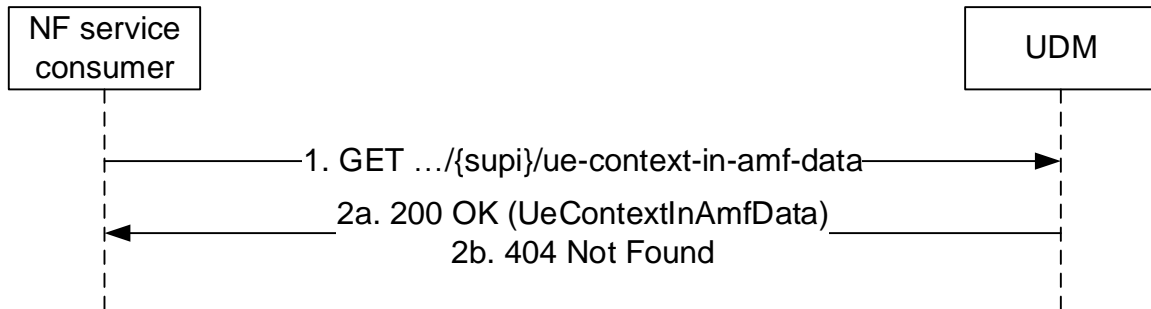 NF service
consumer
UDM
1. GET …/{supi}/ue-context-in-amf-data
2a. 200 OK (UeContextInAmfData)
2b. 404 Not Found